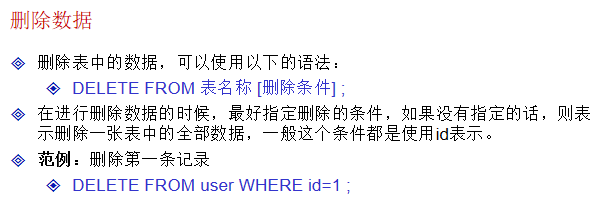 删除数据
删除表中的数据，可以使用以下的语法：
DELETE FROM 表名称 [删除条件] ;
在进行删除数据的时候，最好指定删除的条件，如果没有指定的话，则表
示删除一张表中的全部数据，一般这个条件都是使用id表示。
范例：删除第一条记录
DELETE FROM user WHERE id=1 ;